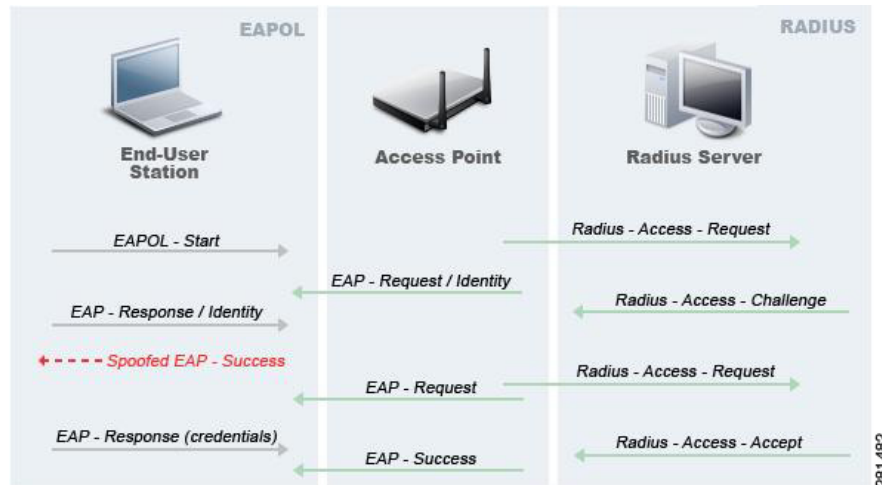 EAPOL
RADIUS
End-User
Station
Access Point
Radius Server
EAPOL - Start
Radius - Access - Request
EAP - Request / Identity
Radius - Access - Challenge
EAP - Response / Identity
Spoofed EAP - Success
Radius - Access - Request
EAP - Request
EAP - Response (credentials)
Radius - Access - Accept
EAP - Success
281482